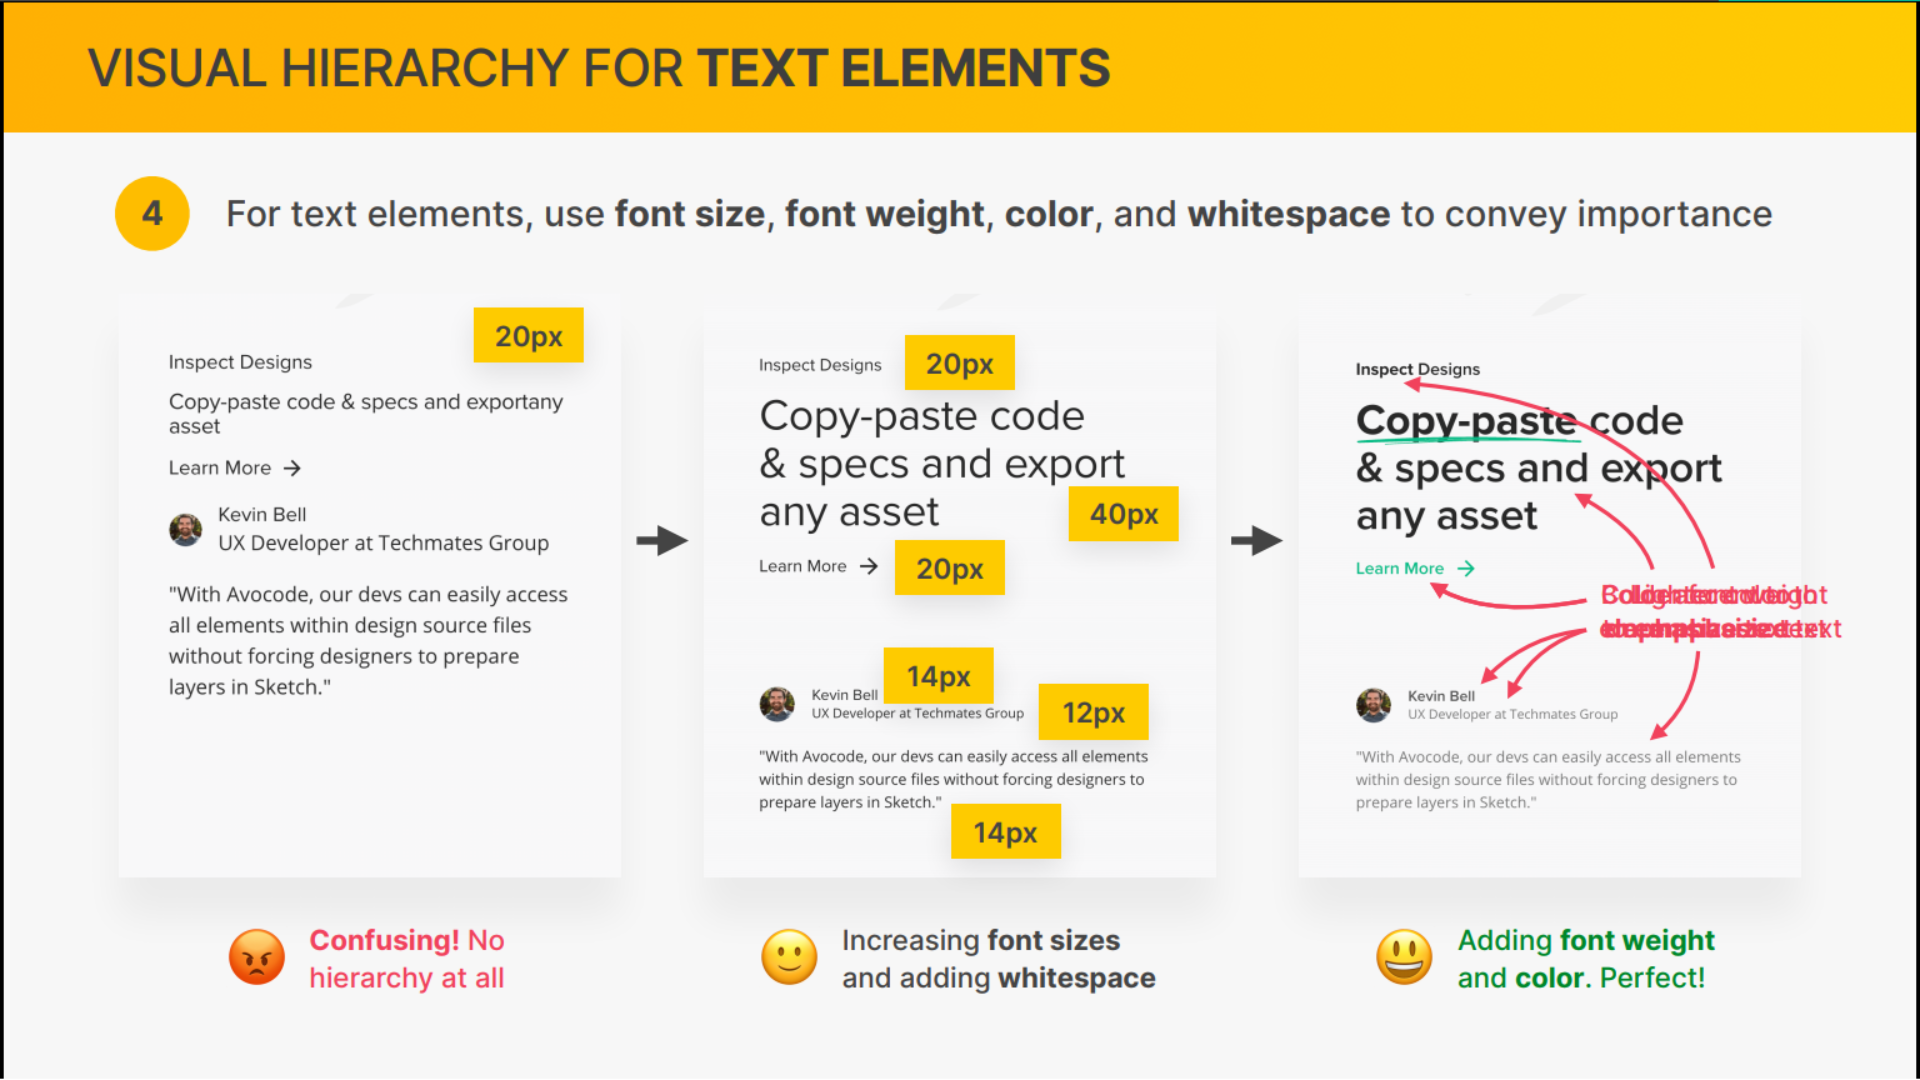 VISUAL HIERARCHY FOR TEXT ELEMENTS
4
For text elements, use font size, font weight, color, and whitespace to convey importance
20px
Inspect Designs
Copy-paste code & specs and exportany
asset
Learn More →
Kevin Bell
UX Developer at Techmates Group
"With Avocode, our devs can easily access
all elements within design source files
without forcing designers to prepare
layers in Sketch."
Confusing! No
hierarchy at all
Inspect Designs
20px
Copy-paste code
& specs and export
any asset
40px
Learn More →
20px
Kevin Bell
14px
UX Developer at Techmates Group
12px
"With Avocode, our devs can easily access all elements
within design source files without forcing designers to
prepare layers in Sketch."
14px
Increasing font sizes
and adding whitespace
Inspect Designs
Copy-paste code
& specs and export
any asset
Learn More →
Kevin Bell
UX Developer at Techmates Group
"With Avocode, our devs can easily access all elements
within design source files without forcing designers to
prepare layers in Sketch."
Adding font weight
and color. Perfect!